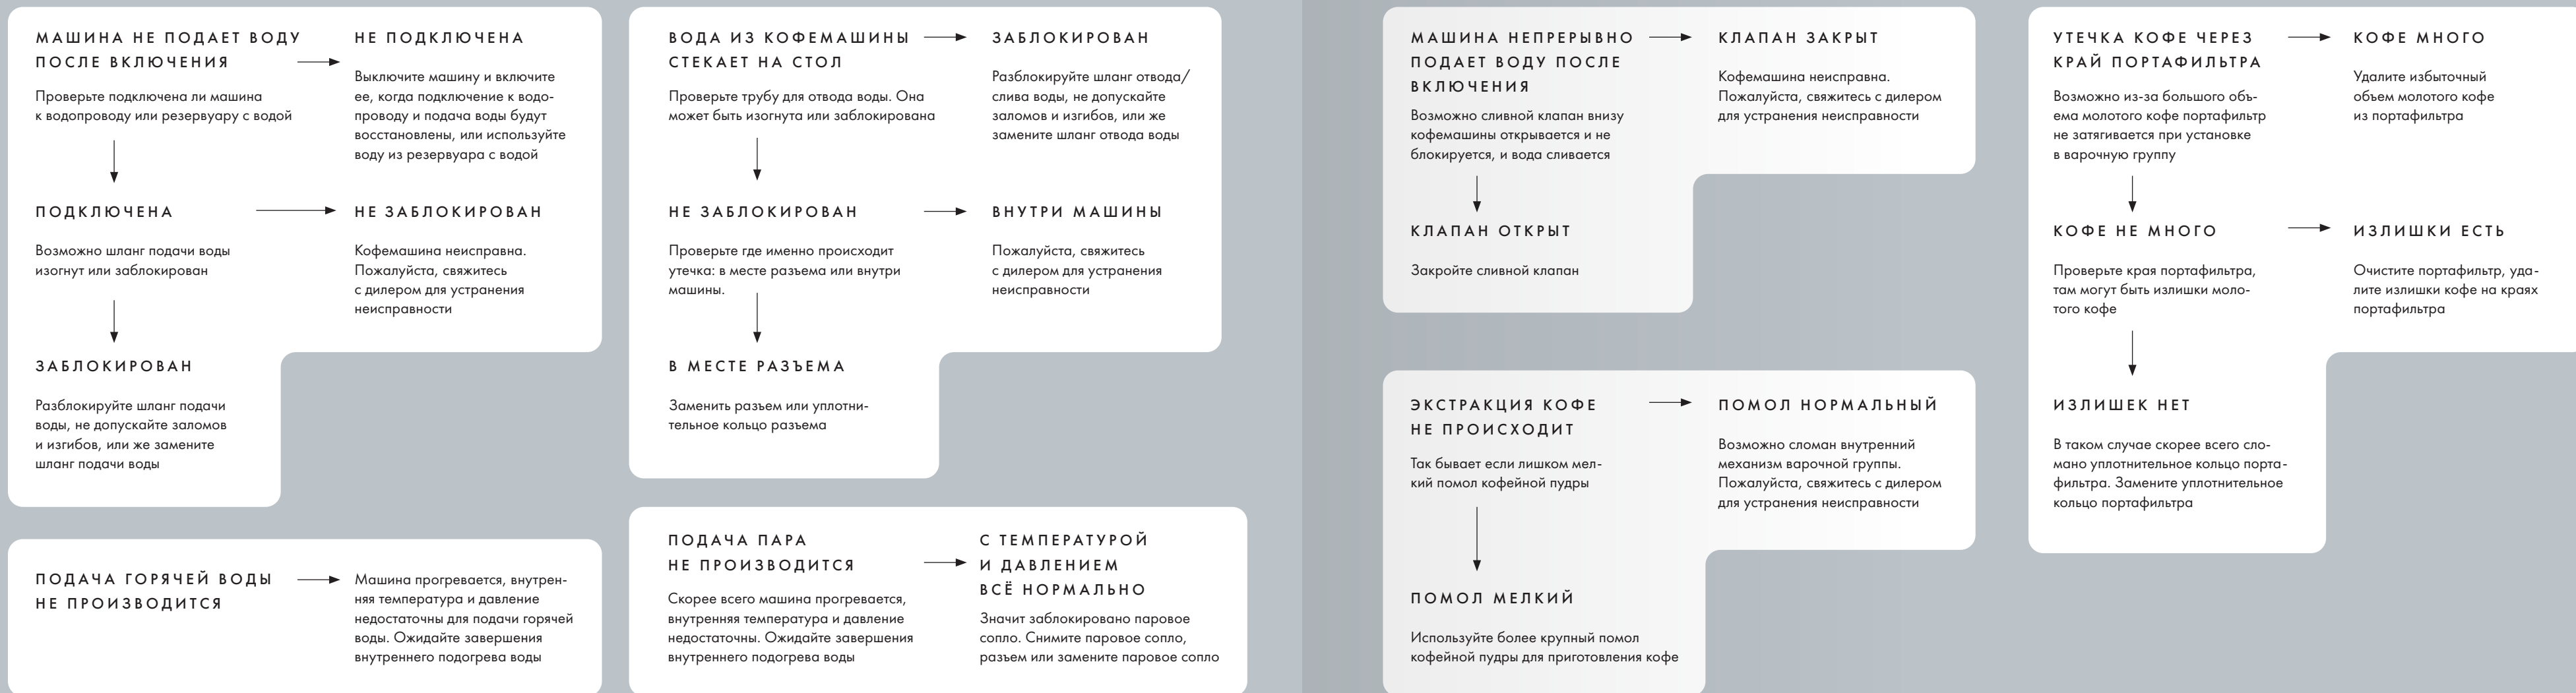 МАШИНА НЕ ПОДАЕТ ВОДУ
ПОСЛЕ ВКЛЮЧЕНИЯ
Проверьте подключена ли машина
к водопроводу или резервуару с водой
НЕ ПОДКЛЮЧЕНА
Выключите машину и включите
ее, когда подключение к водо-
проводу и подача воды будут
восстановлены, или используйте
воду из резервуара с водой
ПОДКЛЮЧЕНА
Возможно шланг подачи воды
изогнут или заблокирован
НЕ ЗАБЛОКИРОВАН
Кофемашина неисправна.
Пожалуйста, свяжитесь
с дилером для устранения
неисправности
ЗАБЛОКИРОВАН
Разблокируйте шланг подачи
воды, не допускайте заломов
и изгибов, или же замените
шланг подачи воды
ПОДАЧА ГОРЯЧЕЙ ВОДЫ
НЕ ПРОИЗВОДИТСЯ
Машина прогревается, внутрен-
няя температура и давление
недостаточны для подачи горячей
воды. Ожидайте завершения
внутреннего подогрева воды
ВОДА ИЗ КОФЕМАШИНЫ
СТЕКАЕТ НА СТОЛ
Проверьте трубу для отвода воды. Она
может быть изогнута или заблокирована
ЗАБЛОКИРОВАН
Разблокируйте шланг отвода/
слива воды, не допускайте
заломов и изгибов, или же
замените шланг отвода воды
НЕ ЗАБЛОКИРОВАН
Проверьте где именно происходит
утечка: в месте разъема или внутри
машины.
ВНУТРИ МАШИНЫ
Пожалуйста, свяжитесь
с дилером для устранения
неисправности
В МЕСТЕ РАЗЪЕМА
Заменить разъем или уплотни-
тельное кольцо разъема
ПОДАЧА ПАРА
НЕ ПРОИЗВОДИТСЯ
Скорее всего машина прогревается,
внутренняя температура и давление
недостаточны. Ожидайте завершения
внутреннего подогрева воды
С ТЕМПЕРАТУРОЙ
И ДАВЛЕНИЕМ
ВСЁ НОРМАЛЬНО
Значит заблокировано паровое
сопло. Снимите паровое сопло,
разъем или замените паровое сопло
МАШИНА НЕПРЕРЫВНО
ПОДАЕТ ВОДУ ПОСЛЕ
ВКЛЮЧЕНИЯ
Возможно сливной клапан внизу
кофемашины открывается и не
блокируется, и вода сливается
КЛАПАН ЗАКРЫТ
Кофемашина неисправна.
Пожалуйста, свяжитесь с дилером
для устранения неисправности
КЛАПАН ОТКРЫТ
Закройте сливной клапан
ЭКСТРАКЦИЯ КОФЕ
НЕ ПРОИСХОДИТ
Так бывает если лишком мел-
кий помол кофейной пудры
ПОМОЛ НОРМАЛЬНЫЙ
Возможно сломан внутренний
механизм варочной группы.
Пожалуйста, свяжитесь с дилером
для устранения неисправности
ПОМОЛ МЕЛКИЙ
Используйте более крупный помол
кофейной пудры для приготовления кофе
УТЕЧКА КОФЕ ЧЕРЕЗ
КРАЙ ПОРТАФИЛЬТРА
Возможно из-за большого объ-
ема молотого кофе портафильтр
не затягивается при установке
в варочную группу
КОФЕ МНОГО
Удалите избыточный
объем молотого кофе
из портафильтра
КОФЕ НЕ МНОГО
Проверьте края портафильтра,
там могут быть излишки моло-
того кофе
ИЗЛИШКИ ЕСТЬ
Очистите портафильтр, уда-
лите излишки кофе на краях
портафильтра
ИЗЛИШЕК НЕТ
В таком случае скорее всего сло-
мано уплотнительное кольцо порта-
фильтра. Замените уплотнительное
кольцо портафильтра